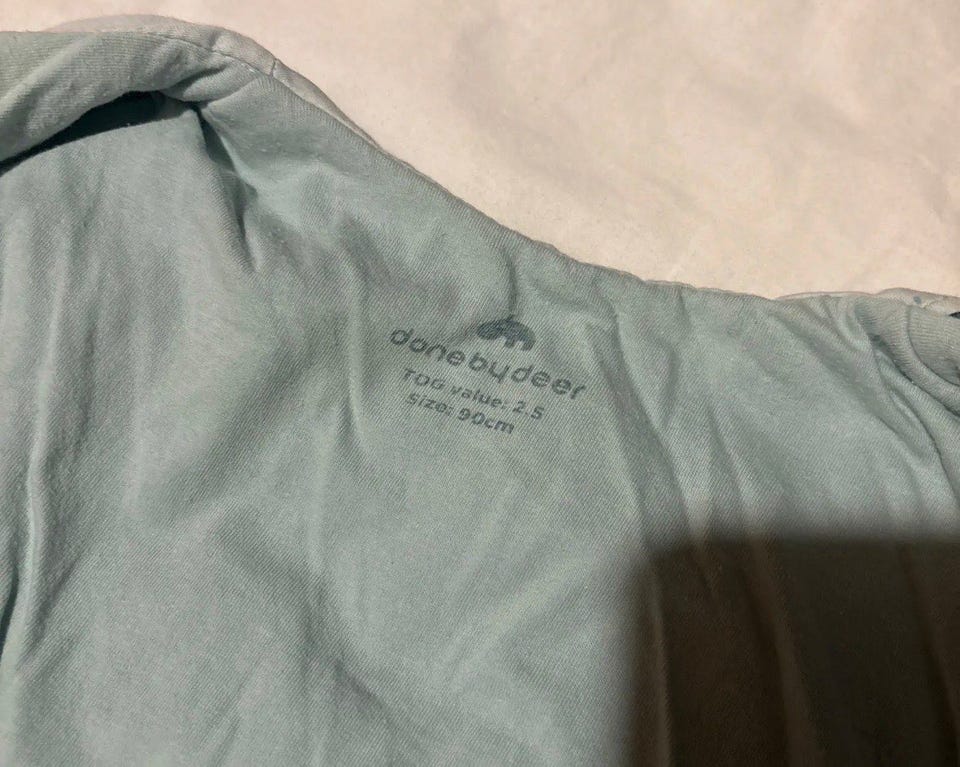 donebydeer
TOG value: 2.5
Size: 90cm